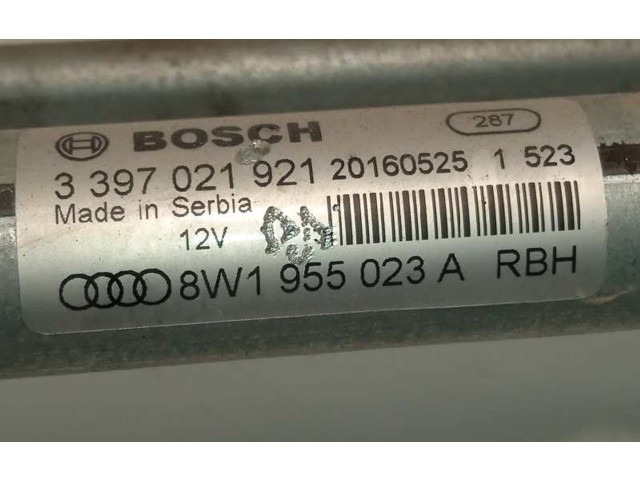 BOSCH 287
3 397 021 921 20160525 1 523
Made in Serbia
12V
8W1 955 023 A RBH